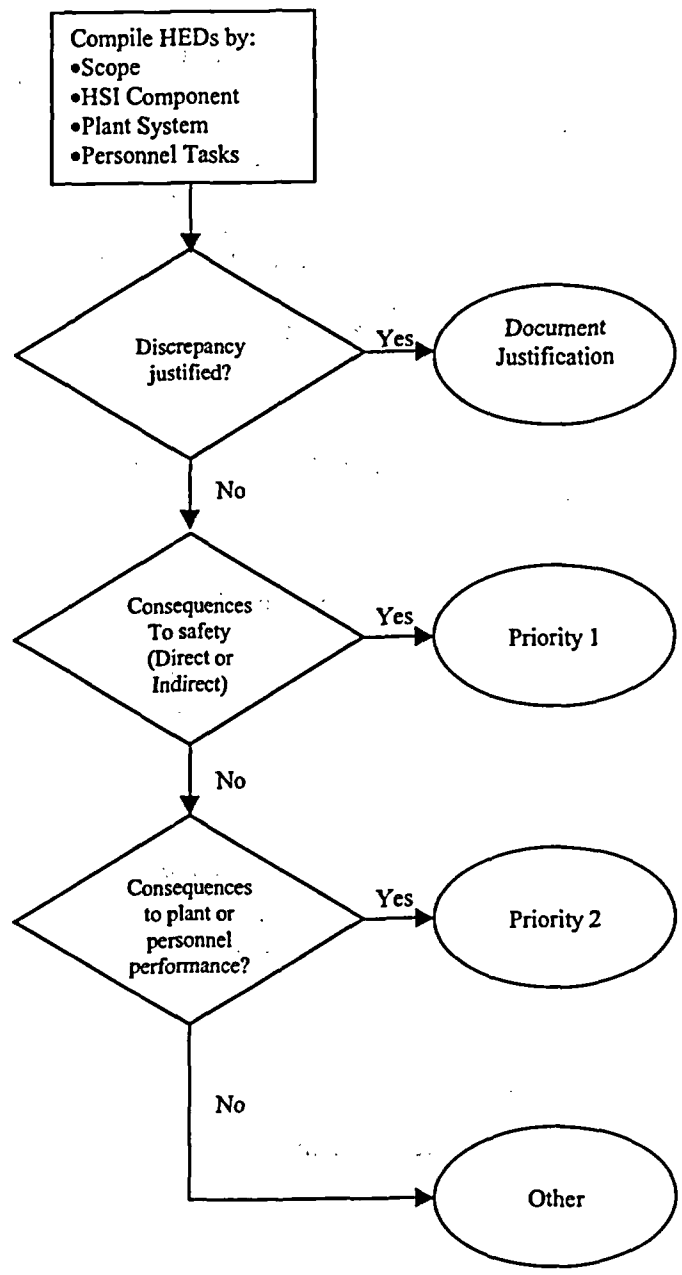 Compile HEDs by:
•Scope
•HSI Component
•Plant System
•Personnel Tasks
Discrepancy
justified?
Yes
Document
Justification
No
Consequences
To safety
(Direct or
Indirect)
Yes
Priority 1
No
Consequences
to plant or
personnel
performance?
Yes
Priority 2
No
Other